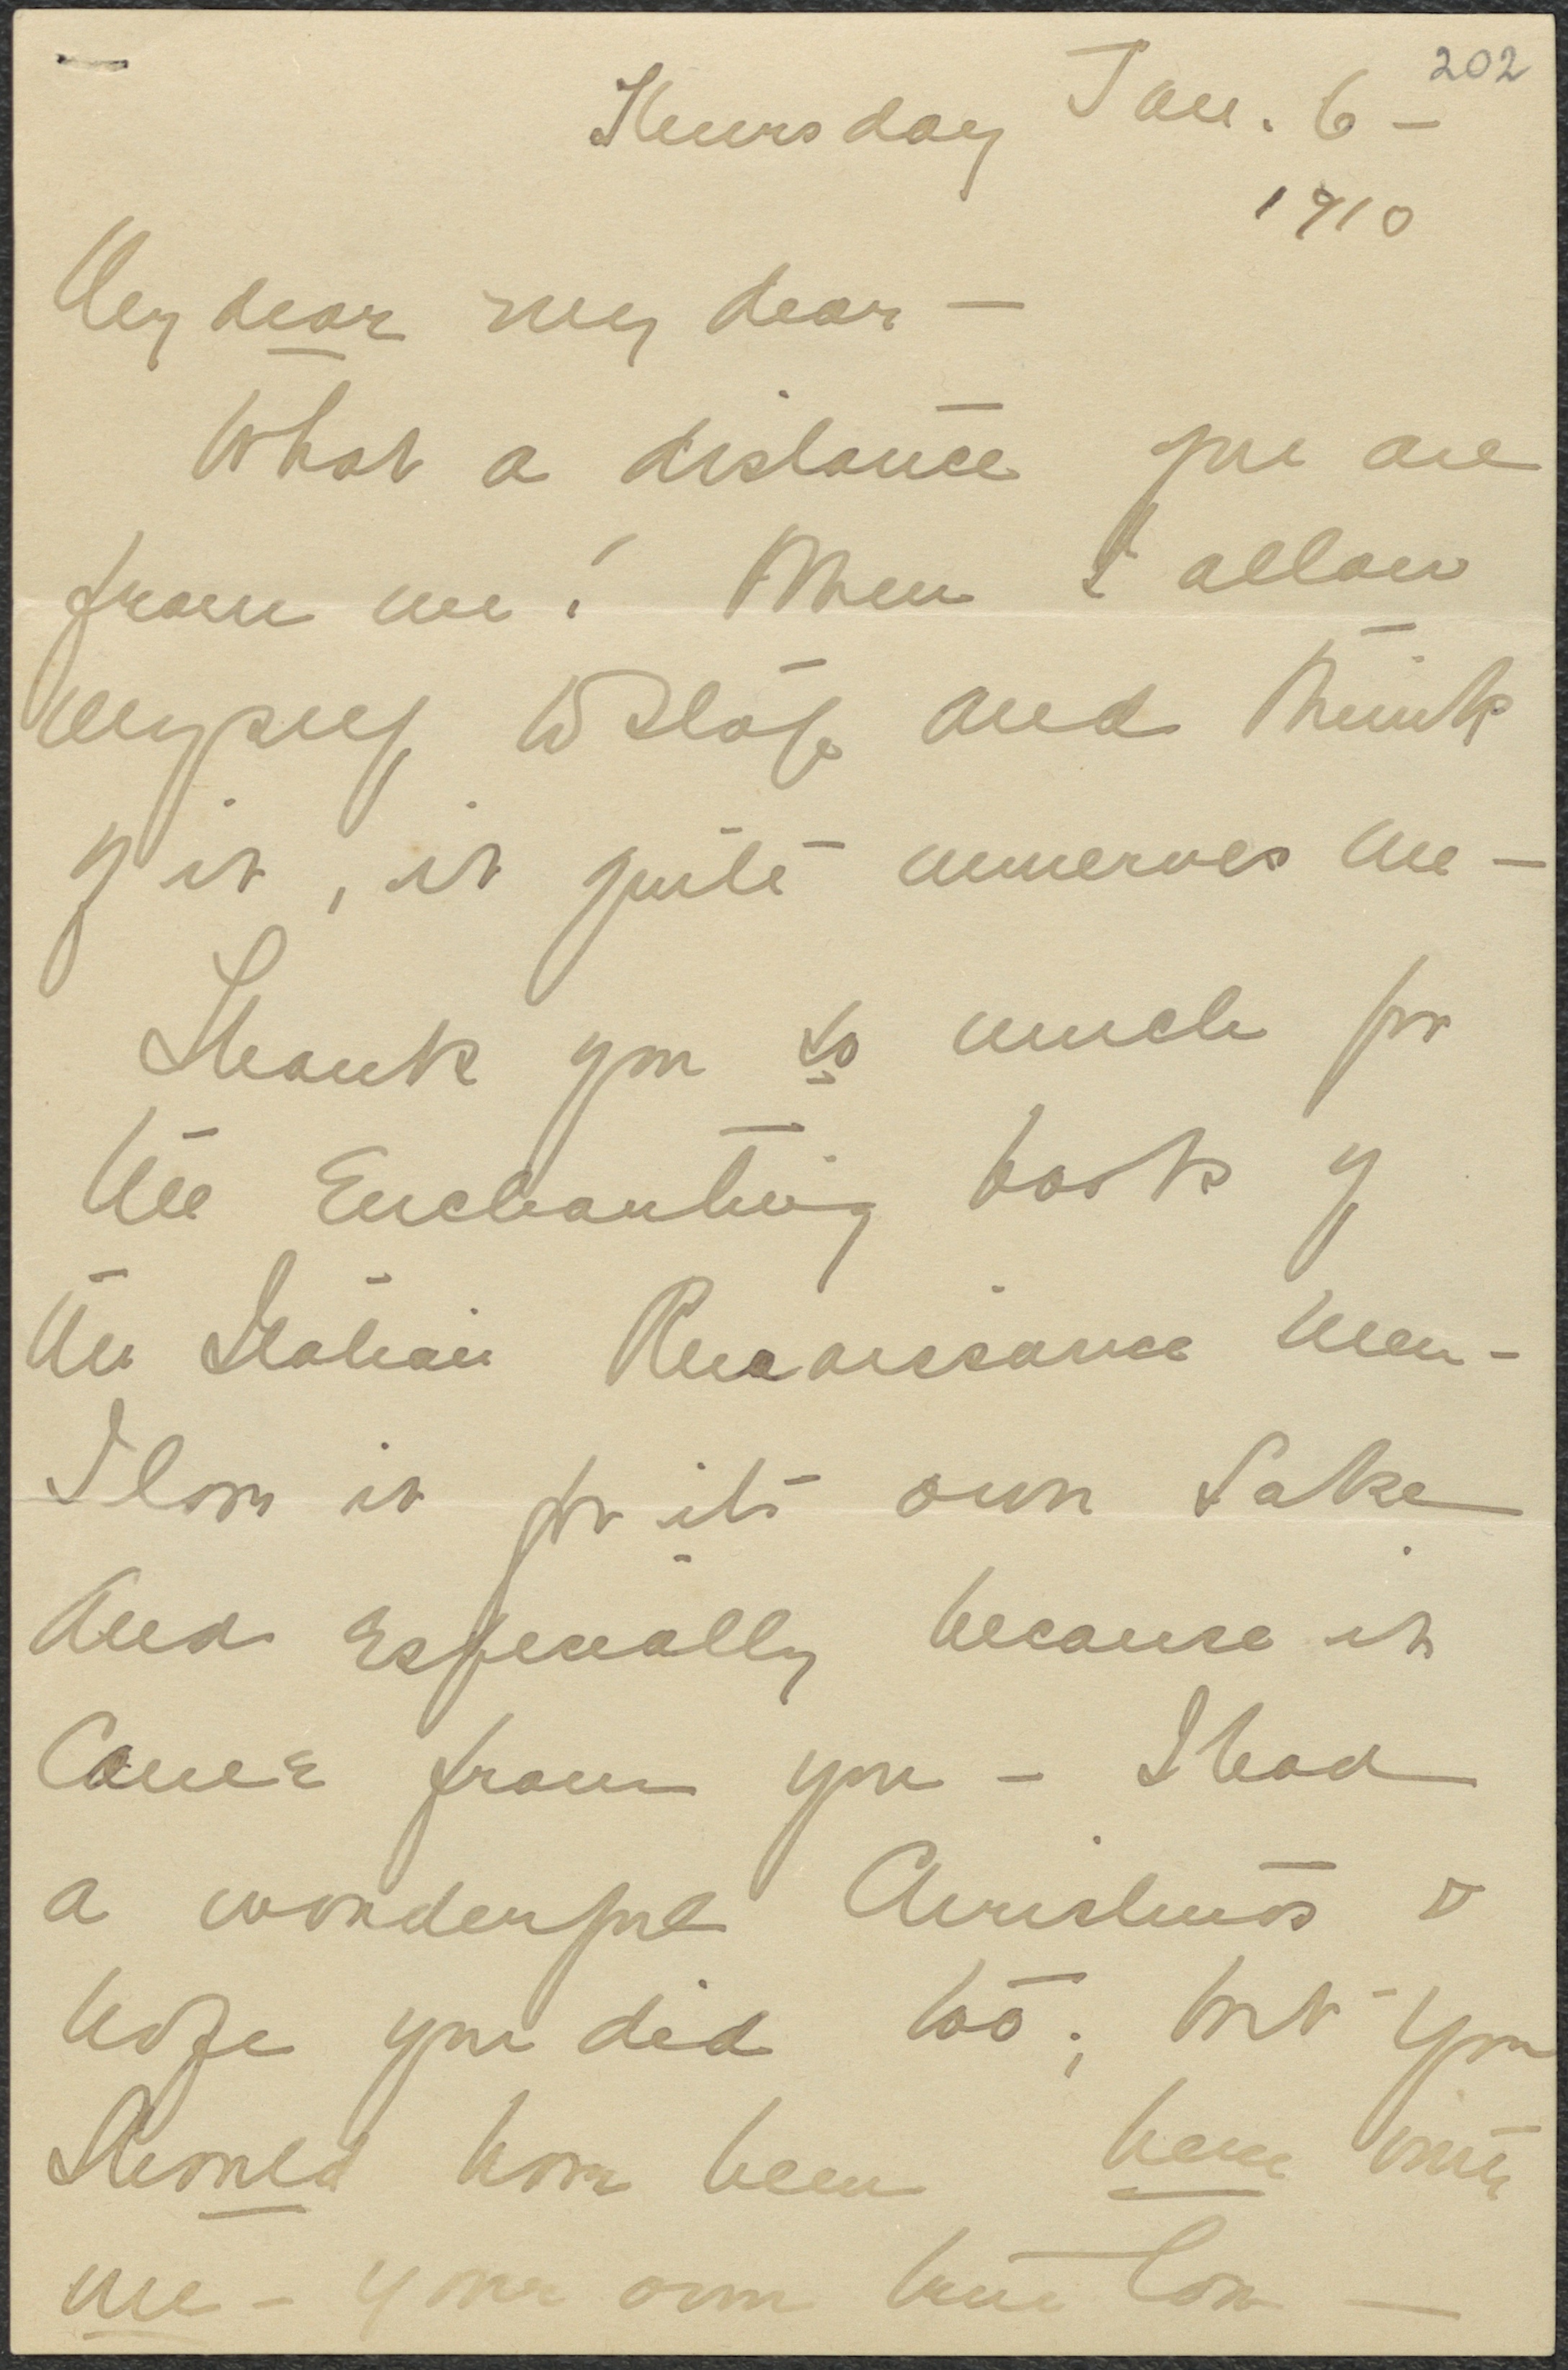 202
Thursday Jan. 6 –
1910
My dear my dear –
What a distance you are
from me! When I allow
myself to stop and think
of it, it quite unnerves me –
Thank you so much for
the Enchanting book of
the Italian Renaissance men –
I love it for its own sake
and Especially because it
came from you – I had
a wonderful Christmas &
hope you did too; but you
should have been here with
me – your own true love –